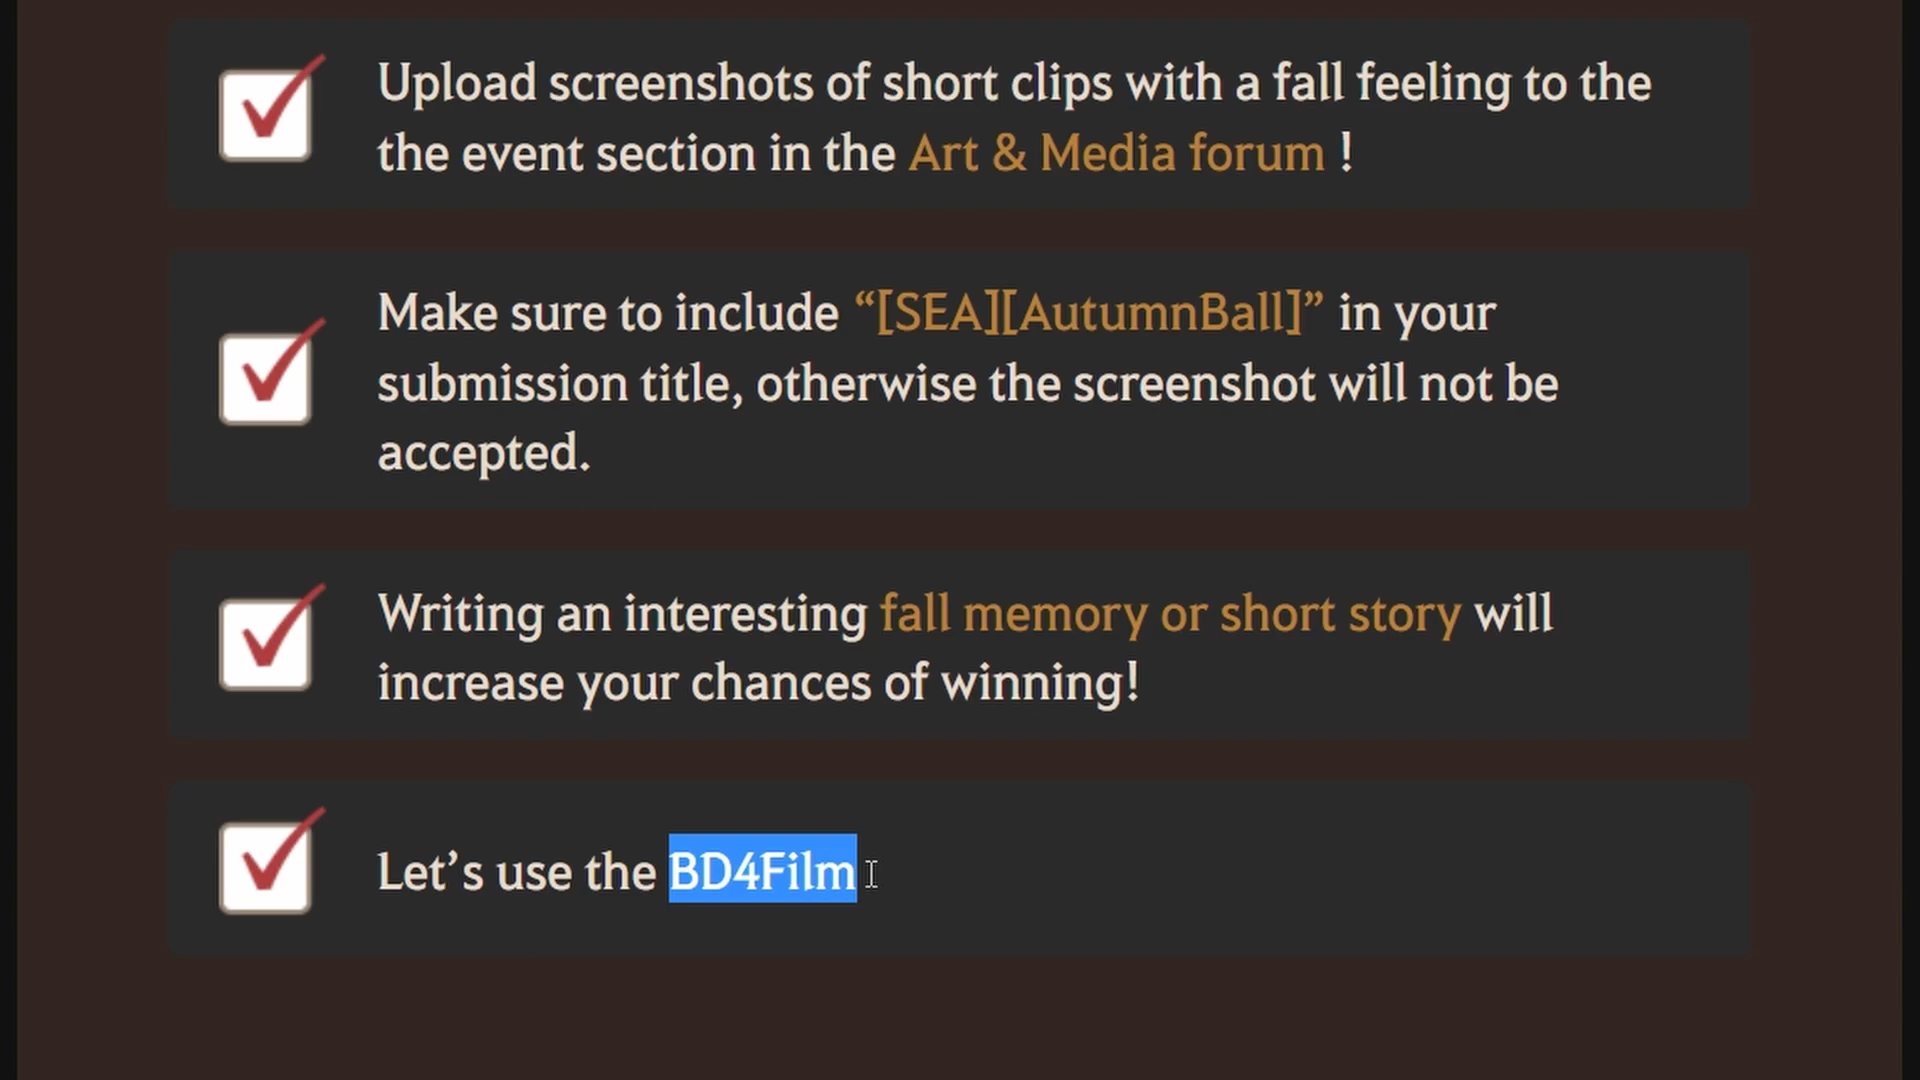 Upload screenshots of short clips with a fall feeling to the
the event section in the Art & Media forum !
Make sure to include “[SEA][AutumnBall]” in your
submission title, otherwise the screenshot will not be
accepted.
Writing an interesting fall memory or short story will
increase your chances of winning!
Let’s use the BD4Film